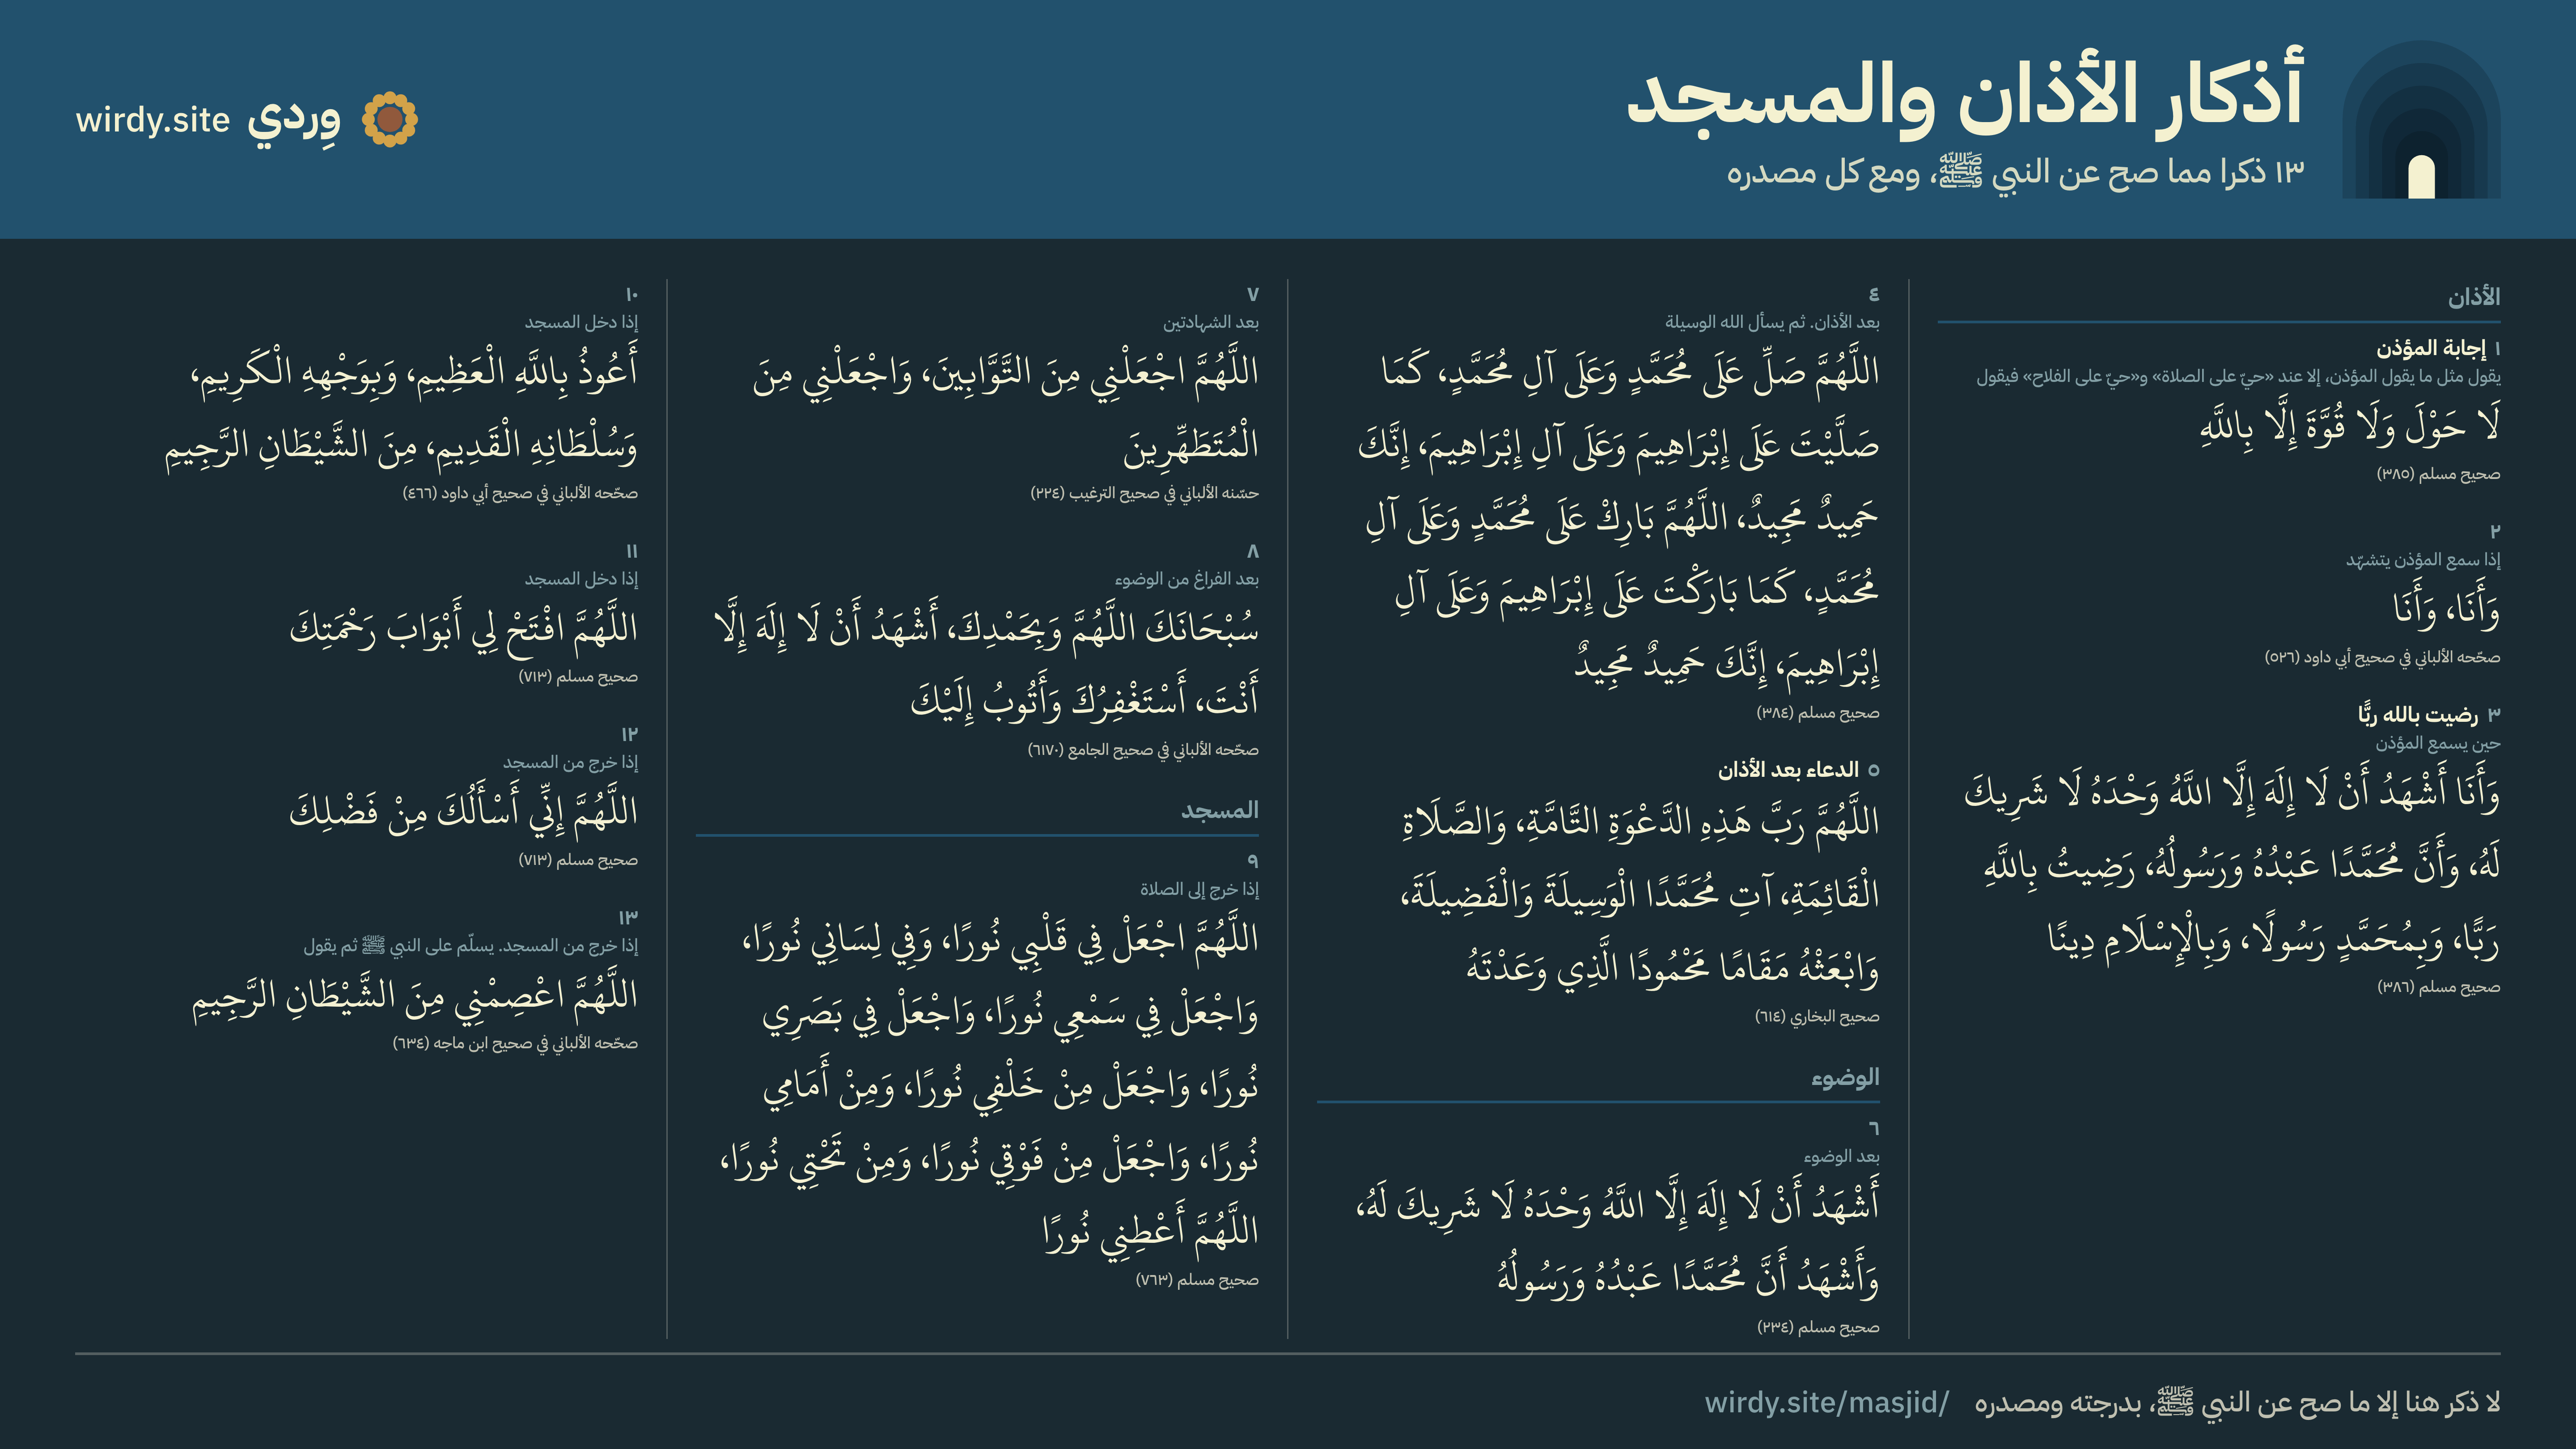 أذكار الأذان والمسجد
١٣ ذكرا مما صح عن النبي ﷺ، ومع كل مصدره
وِردي wirdy.site
الأذان
١ إجابة المؤذن
يقول مثل ما يقول المؤذن، إلا عند «حيّ على الصلاة» و«حيّ على الفلاح» فيقول
لَا حَوْلَ وَلَا قُوَّةَ إِلَّا بِاللَّهِ
صحيح مسلم (٣٨٥)
٢
إذا سمع المؤذن يتشهّد
وَأَنَا، وَأَنَا
صحّحه الألباني في صحيح أبي داود (٥٢٦)
٣ رضيت بالله ربًّا
حين يسمع المؤذن
وَأَنَا أَشْهَدُ أَنْ لَا إِلَهَ إِلَّا اللَّهُ وَحْدَهُ لَا شَرِيكَ
لَهُ، وَأَنَّ مُحَمَّدًا عَبْدُهُ وَرَسُولُهُ، رَضِيتُ بِاللَّهِ
رَبًّا، وَبِمُحَمَّدٍ رَسُولًا، وَبِالْإِسْلَامِ دِينًا
صحيح مسلم (٣٨٦)
٤
بعد الأذان. ثم يسأل الله الوسيلة
اللَّهُمَّ صَلِّ عَلَى مُحَمَّدٍ وَعَلَى آلِ مُحَمَّدٍ، كَمَا
صَلَّيْتَ عَلَى إِبْرَاهِيمَ وَعَلَى آلِ إِبْرَاهِيمَ، إِنَّكَ
حَمِيدٌ مَجِيدٌ، اللَّهُمَّ بَارِكْ عَلَى مُحَمَّدٍ وَعَلَى آلِ
مُحَمَّدٍ، كَمَا بَارَكْتَ عَلَى إِبْرَاهِيمَ وَعَلَى آلِ
إِبْرَاهِيمَ، إِنَّكَ حَمِيدٌ مَجِيدٌ
صحيح مسلم (٣٨٤)
٥ الدعاء بعد الأذان
اللَّهُمَّ رَبَّ هَذِهِ الدَّعْوَةِ التَّامَّةِ، وَالصَّلَاةِ
الْقَائِمَةِ، آتِ مُحَمَّدًا الْوَسِيلَةَ وَالْفَضِيلَةَ،
وَابْعَثْهُ مَقَامًا مَحْمُودًا الَّذِي وَعَدْتَهُ
صحيح البخاري (٦١٤)
الوضوء
٦
بعد الوضوء
أَشْهَدُ أَنْ لَا إِلَهَ إِلَّا اللَّهُ وَحْدَهُ لَا شَرِيكَ لَهُ،
وَأَشْهَدُ أَنَّ مُحَمَّدًا عَبْدُهُ وَرَسُولُهُ
صحيح مسلم (٢٣٤)
٧
بعد الشهادتين
اللَّهُمَّ اجْعَلْنِي مِنَ التَّوَّابِينَ، وَاجْعَلْنِي مِنَ
الْمُتَطَهِّرِينَ
حسّنه الألباني في صحيح الترغيب (٢٢٤)
٨
بعد الفراغ من الوضوء
سُبْحَانَكَ اللَّهُمَّ وَبِحَمْدِكَ، أَشْهَدُ أَنْ لَا إِلَهَ إِلَّا
أَنْتَ، أَسْتَغْفِرُكَ وَأَتُوبُ إِلَيْكَ
صحّحه الألباني في صحيح الجامع (٦١٧٠)
المسجد
٩
إذا خرج إلى الصلاة
اللَّهُمَّ اجْعَلْ فِي قَلْبِي نُورًا، وَفِي لِسَانِي نُورًا،
وَاجْعَلْ فِي سَمْعِي نُورًا، وَاجْعَلْ فِي بَصَرِي
نُورًا، وَاجْعَلْ مِنْ خَلْفِي نُورًا، وَمِنْ أَمَامِي
نُورًا، وَاجْعَلْ مِنْ فَوْقِي نُورًا، وَمِنْ تَحْتِي نُورًا،
اللَّهُمَّ أَعْطِنِي نُورًا
صحيح مسلم (٧٦٣)
١٠
إذا دخل المسجد
أَعُوذُ بِاللَّهِ الْعَظِيمِ، وَبِوَجْهِهِ الْكَرِيمِ،
وَسُلْطَانِهِ الْقَدِيمِ، مِنَ الشَّيْطَانِ الرَّجِيمِ
صحّحه الألباني في صحيح أبي داود (٤٦٦)
١١
إذا دخل المسجد
اللَّهُمَّ افْتَحْ لِي أَبْوَابَ رَحْمَتِكَ
صحيح مسلم (٧١٣)
١٢
إذا خرج من المسجد
اللَّهُمَّ إِنِّي أَسْأَلُكَ مِنْ فَضْلِكَ
صحيح مسلم (٧١٣)
١٣
إذا خرج من المسجد. يسلّم على النبي ﷺ ثم يقول
اللَّهُمَّ اعْصِمْنِي مِنَ الشَّيْطَانِ الرَّجِيمِ
صحّحه الألباني في صحيح ابن ماجه (٦٣٤)
لا ذكر هنا إلا ما صح عن النبي ﷺ، بدرجته ومصدره wirdy.site/masjid/